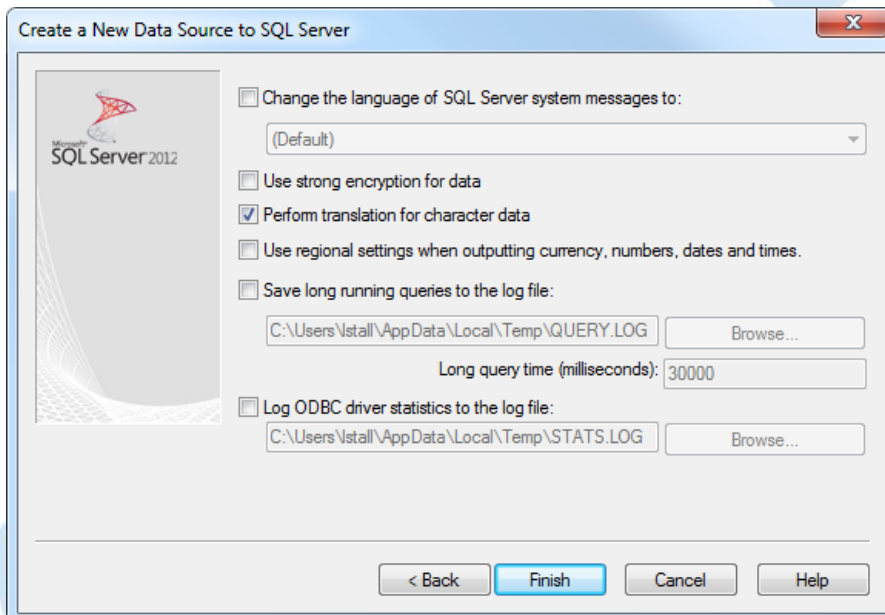 Create a New Data Source to SQL Server
Microsoft®
SQL Server 2012
Change the language of SQL Server system messages to:
(Default)
Use strong encryption for data
Perform translation for character data
Use regional settings when outputting currency, numbers, dates and times.
Save long running queries to the log file:
C:\Users\lstall\AppData\Local\Temp\QUERY.LOG Browse...
Long query time (milliseconds): 30000
Log ODBC driver statistics to the log file:
C:\Users\lstall\AppData\Local\Temp\STATS.LOG Browse...
< Back Finish Cancel Help